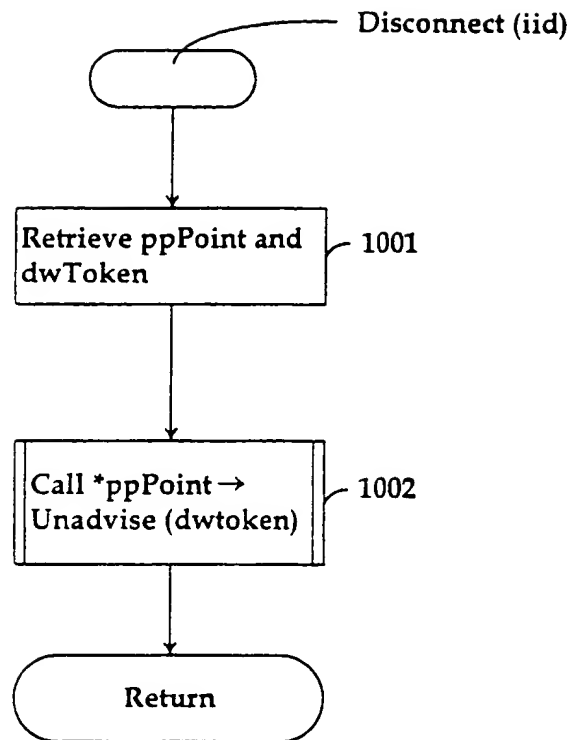 Disconnect (iid)
Retrieve ppPoint and
dwToken
1001
Call *ppPoint→
Unadvise (dwtoken)
1002
Return